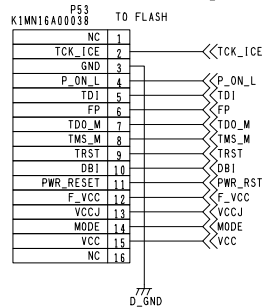 P53
K1MN16A00038 TO FLASH
NC 1
TCK_ICE 2 TCK_ICE
GND 3
P_ON_L 4 P_ON_L
TDI 5 TDI
FP 6 FP
TDO_M 7 TDO_M
TMS_M 8 TMS_M
TRST 9 TRST
DBI 10 DBI
PWR_RESET 11 PWR_RST
F_VCC 12 F_VCC
VCCJ 13 VCCJ
MODE 14 MODE
VCC 15 VCC
NC 16
D_GND